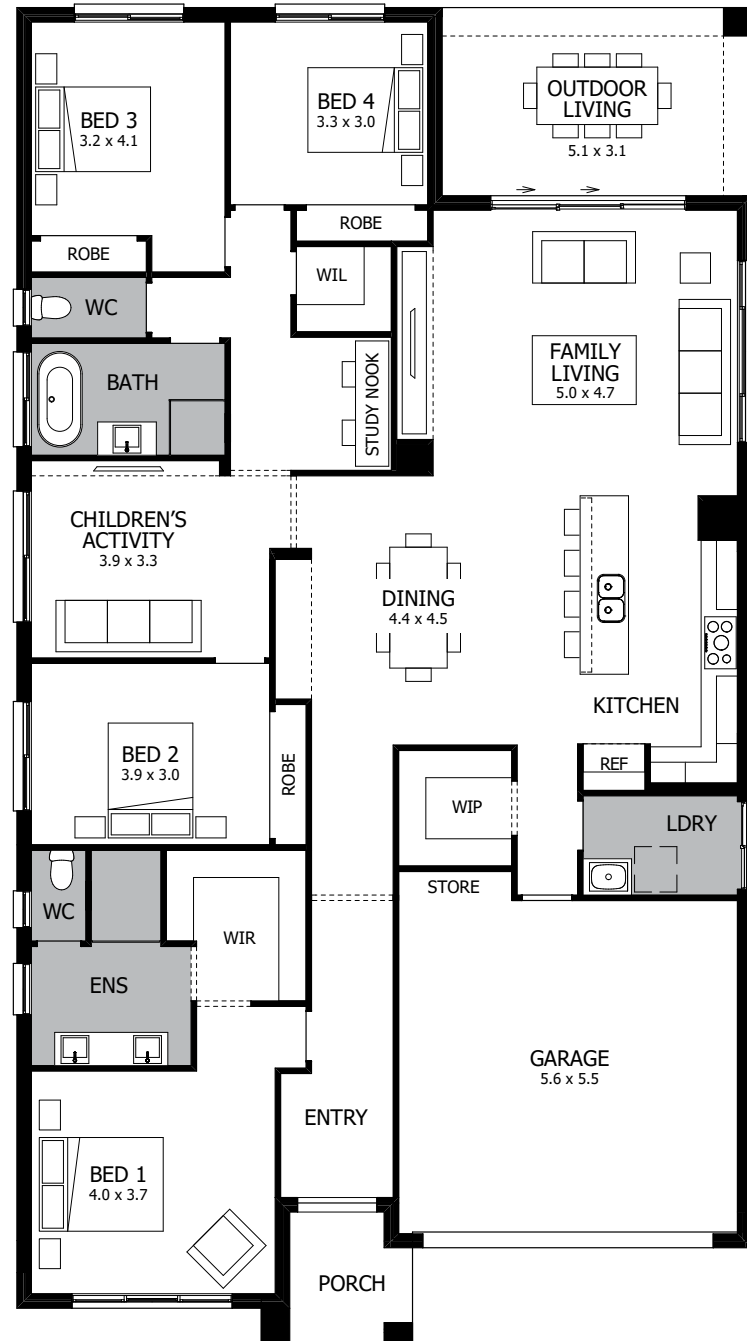 BED 3
3.2 x 4.1
BED 4
3.3 x 3.0
OUTDOOR
LIVING
5.1 x 3.1
ROBE
ROBE
WIL
WC
BATH
STUDY NOOK
FAMILY
LIVING
5.0 x 4.7
CHILDREN'S
ACTIVITY
3.9 x 3.3
DINING
4.4 x 4.5
KITCHEN
BED 2
3.9 x 3.0
ROBE
REF
WIP
LDRY
STORE
WC
WIR
ENS
GARAGE
5.6 x 5.5
ENTRY
BED 1
4.0 x 3.7
PORCH